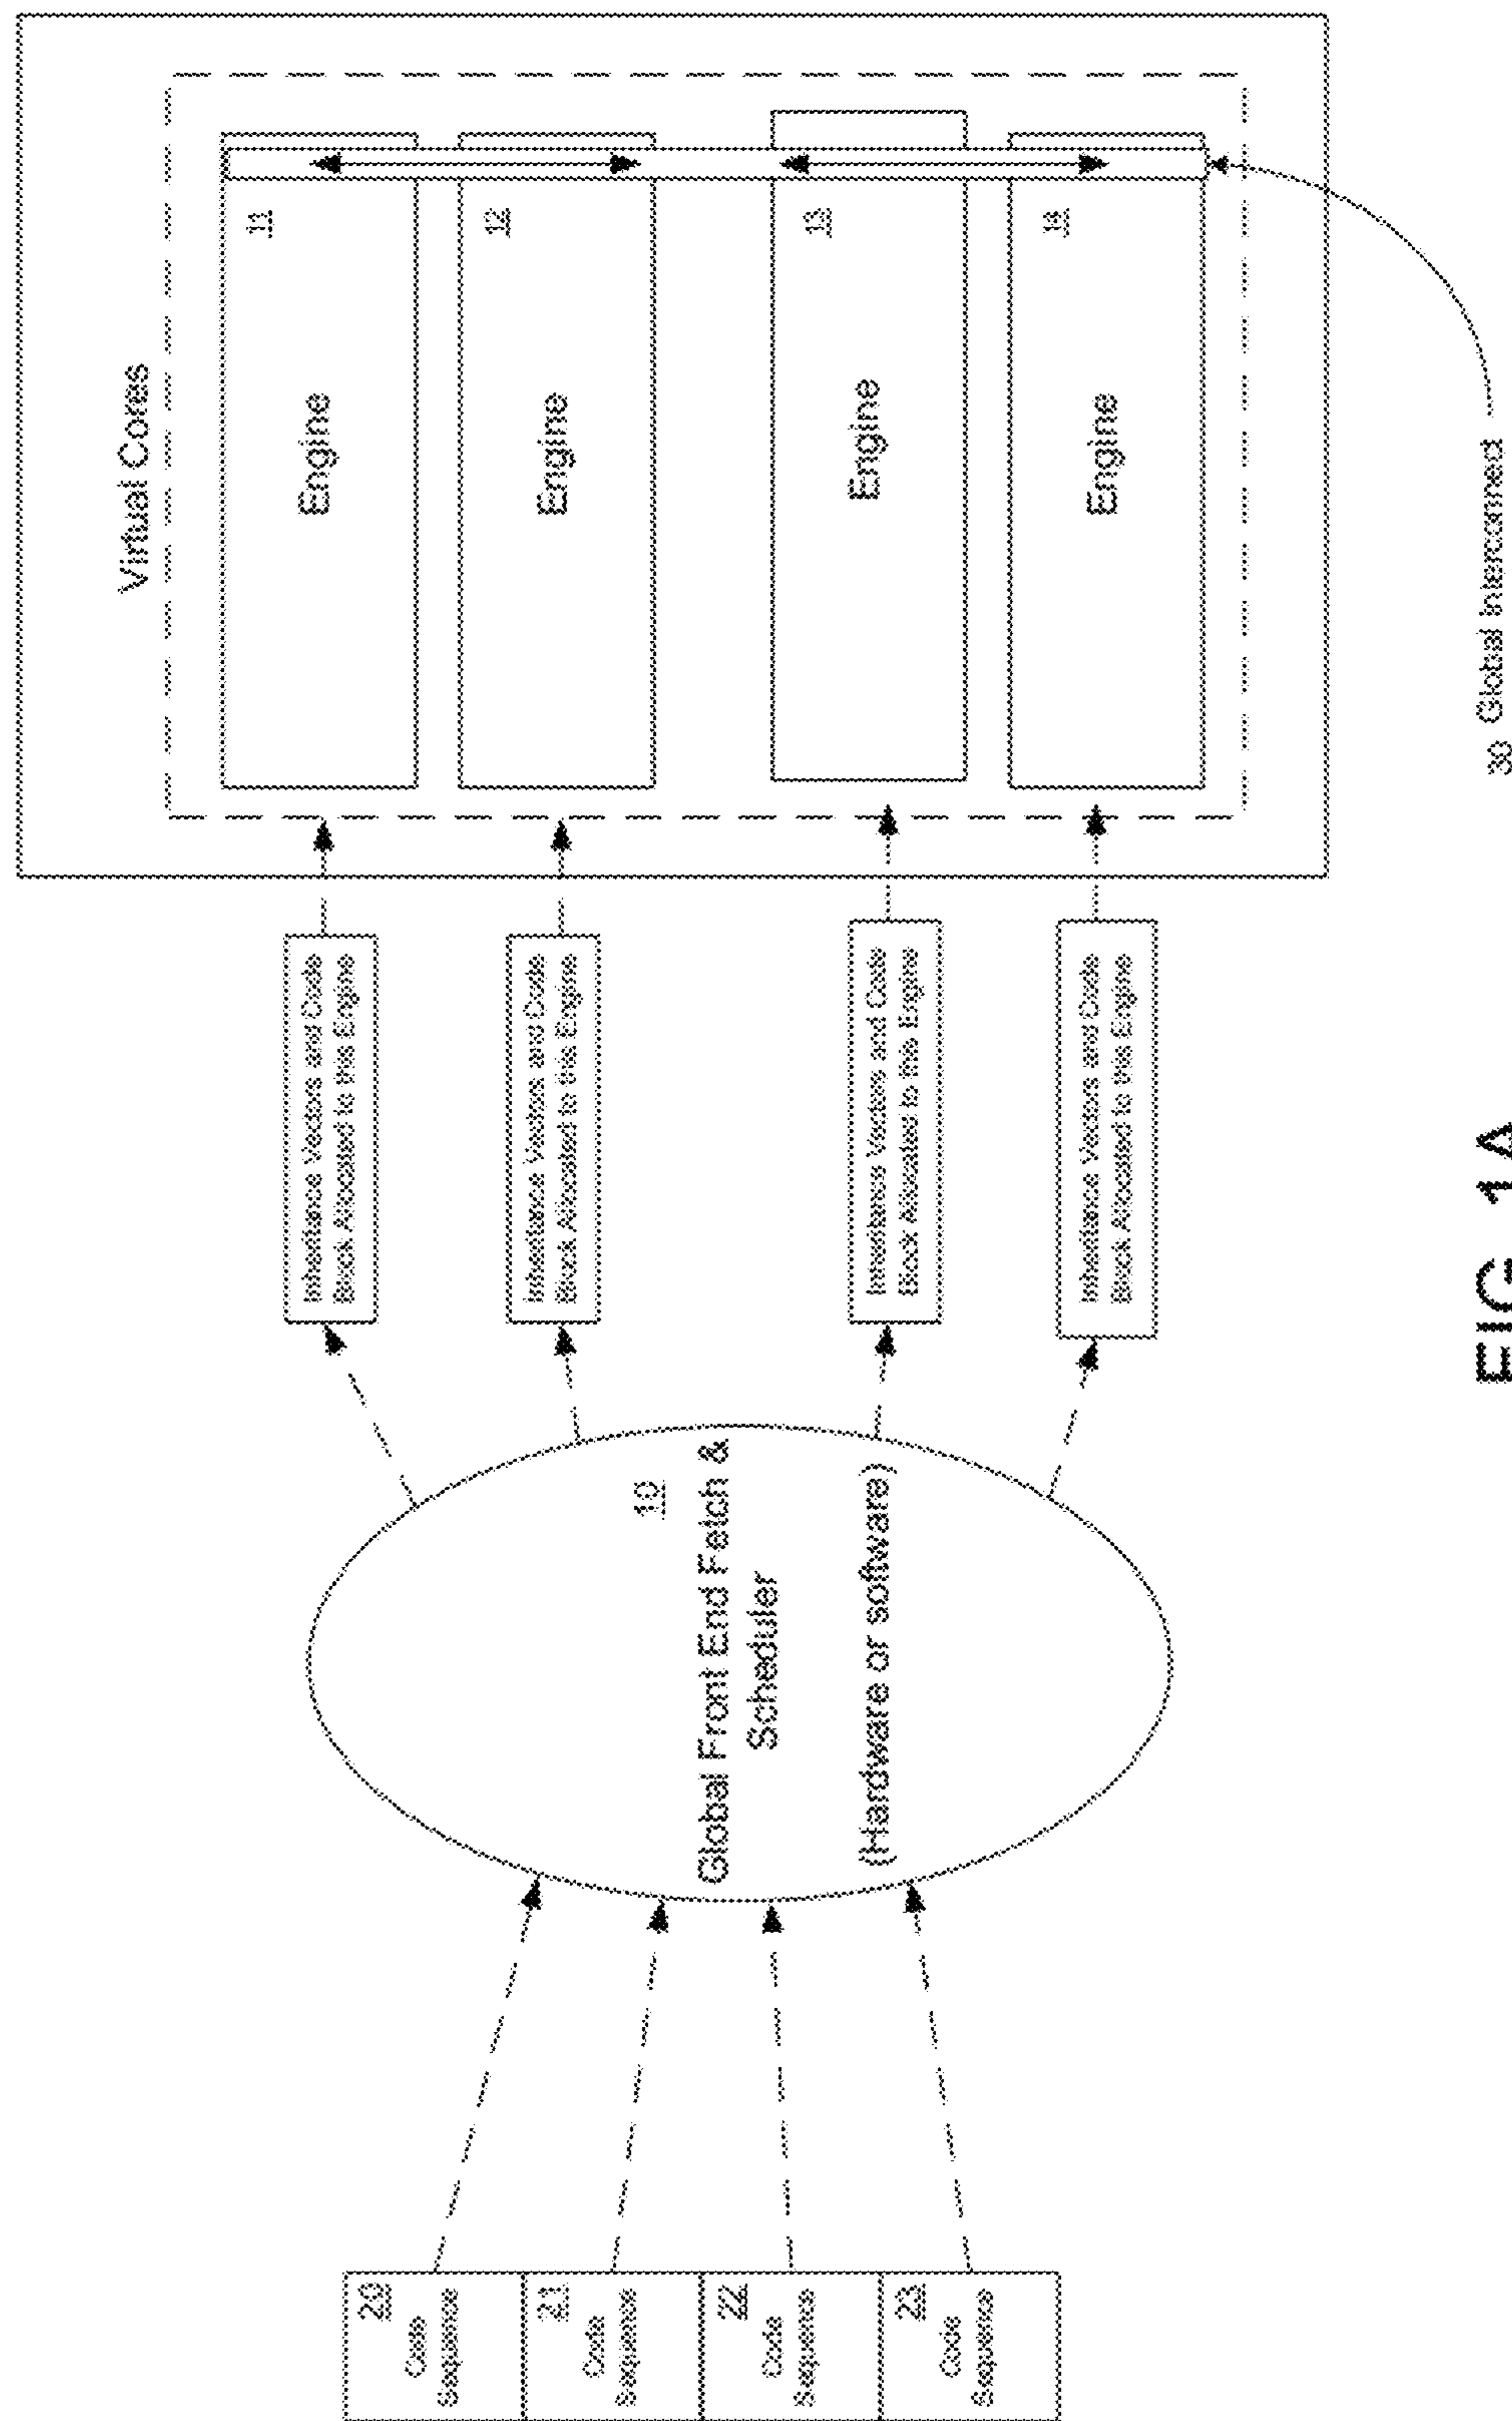 20
Code
Sequence
21
Code
Sequence
22
Code
Sequence
23
Code
Sequence
10
Global Front End Fetch &
Scheduler
(Hardware or software)
Inheritance Vectors and Code
Block Allocated to this Engine
Inheritance Vectors and Code
Block Allocated to this Engine
Inheritance Vectors and Code
Block Allocated to this Engine
Inheritance Vectors and Code
Block Allocated to this Engine
Virtual Cores
11
Engine
12
Engine
13
Engine
14
Engine
30 Global Interconnect
FIG. 1A